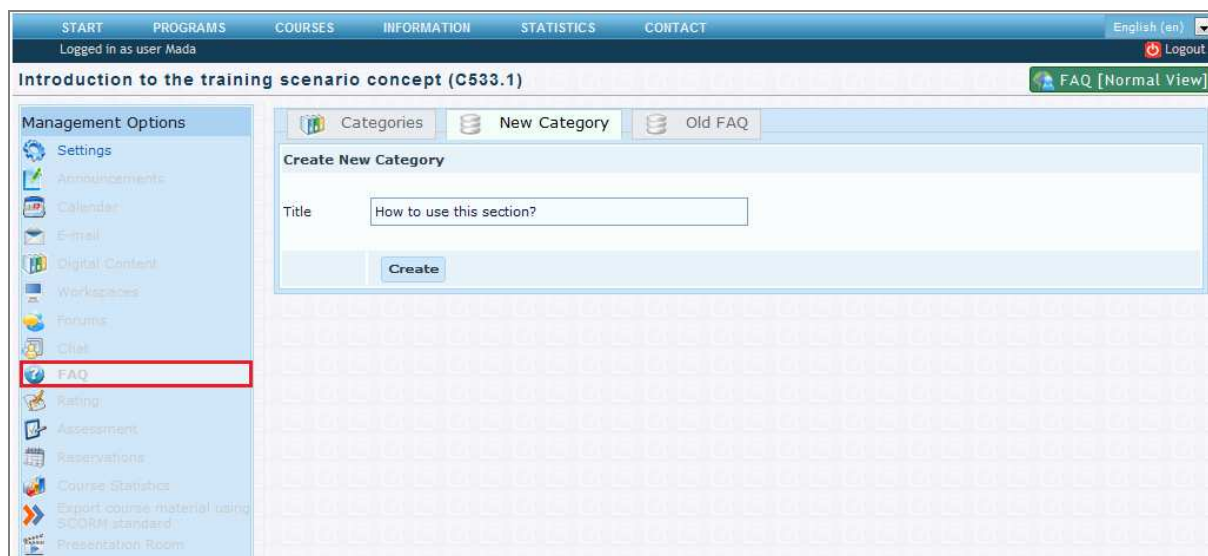 START PROGRAMS COURSES INFORMATION STATISTICS CONTACT English (en)
Logged in as user Mada Logout
Introduction to the training scenario concept (C533.1) FAQ [Normal View]
Management Options
Settings
Announcements
Calendar
E-mail
Digital Content
Workspaces
Forums
Chat
FAQ
Rating
Assessment
Reservations
Course Statistics
Export course material using
SCORM standard
Presentation Room
Categories New Category Old FAQ
Create New Category
Title How to use this section?
Create